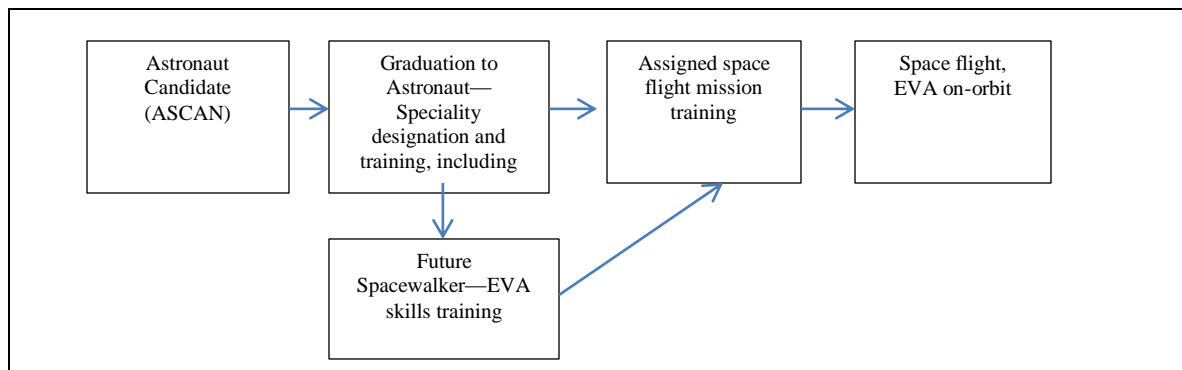 Astronaut
Candidate
(ASCAN)
Graduation to
Astronaut—
Speciality
designation and
training, including
Assigned space
flight mission
training
Space flight,
EVA on-orbit
Future
Spacewalker—EVA
skills training